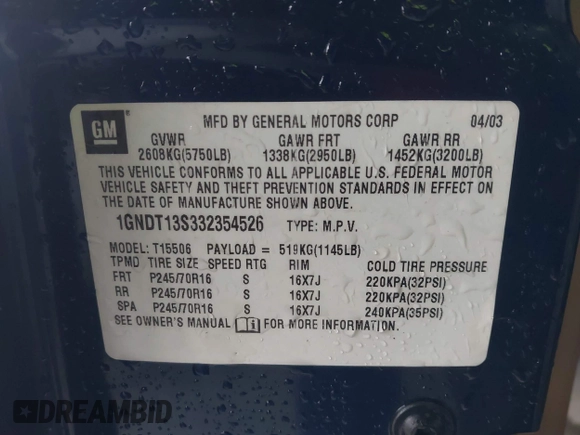 GM
MFD BY GENERAL MOTORS CORP 04/03
GVWR GAWR FRT GAWR RR
2608KG(5750LB) 1338KG(2950LB) 1452KG(3200LB)
THIS VEHICLE CONFORMS TO ALL APPLICABLE U.S. FEDERAL MOTOR
VEHICLE SAFETY AND THEFT PREVENTION STANDARDS IN EFFECT ON
THE DATE OF MANUFACTURE SHOWN ABOVE.
1GNDT13S332354526 TYPE: M.P.V.
MODEL: T15506 PAYLOAD = 519KG(1145LB)
TPMD TIRE SIZE SPEED RTG RIM COLD TIRE PRESSURE
FRT P245/70R16 S 16X7J 220KPA(32PSI)
RR P245/70R16 S 16X7J 220KPA(32PSI)
SPA P245/70R16 S 16X7J 240KPA(35PSI)
SEE OWNER'S MANUAL FOR MORE INFORMATION.
DREAMBID